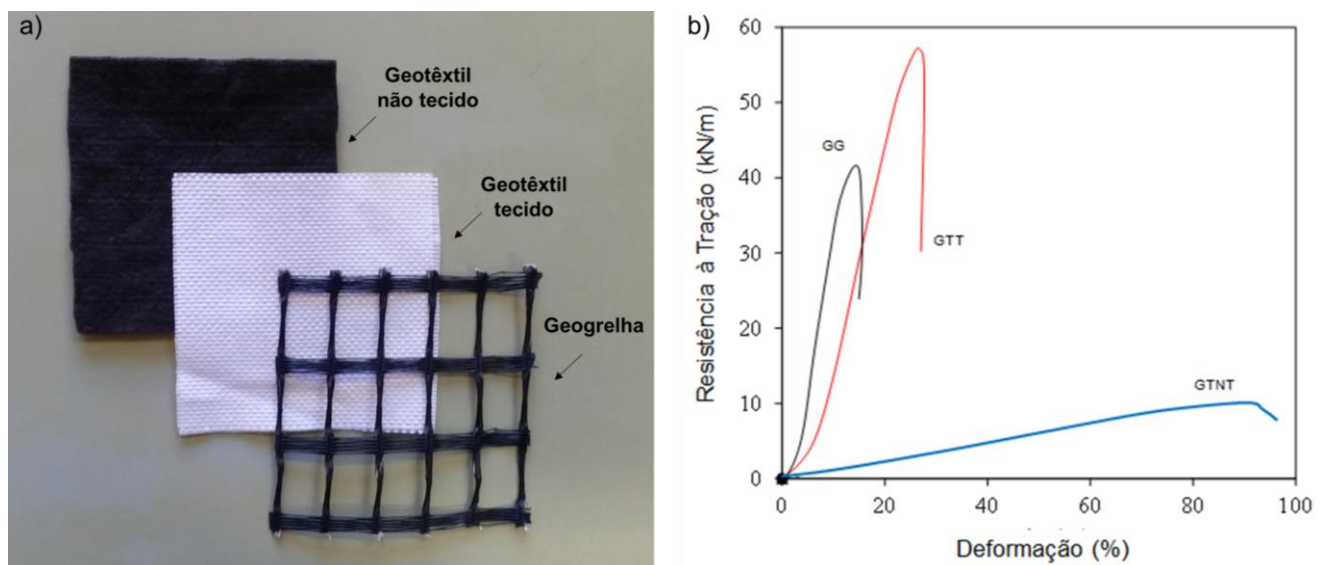 a)
Geotêxtil
não tecido
Geotêxtil
tecido
Geogrelha
b)
Resistência à Tração (kN/m)
60
50
40
30
20
10
0
GG
GTT
GTNT
0 20 40 60 80 100
Deformação (%)